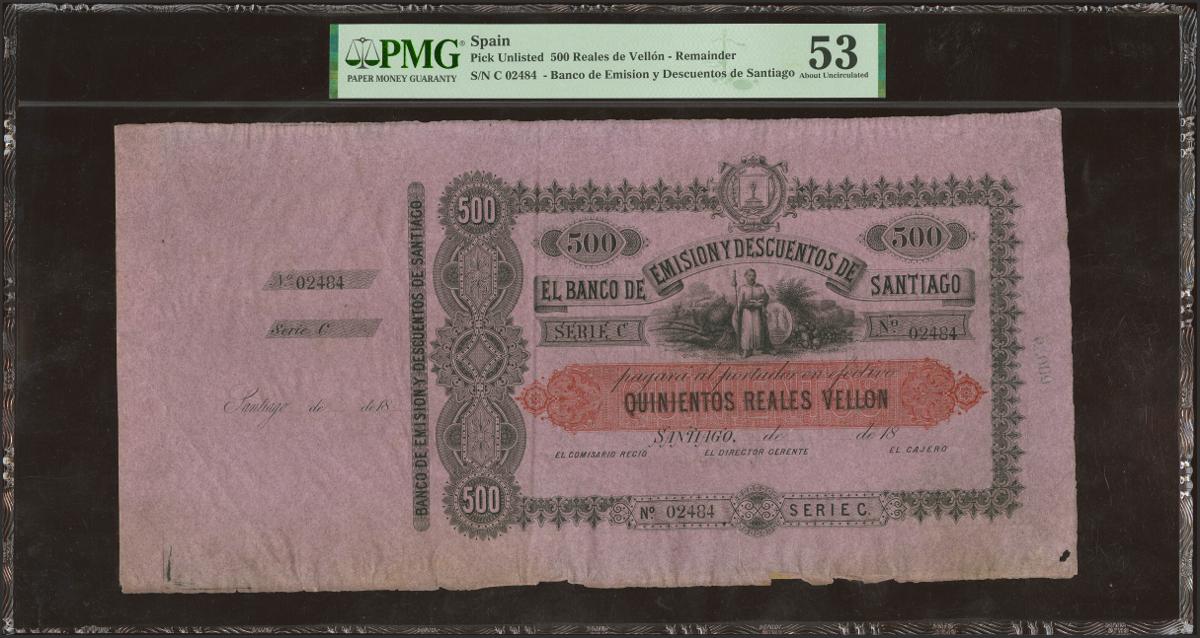 PMG
PAPER MONEY GUARANTY
Spain
Pick Unlisted 500 Reales de Vellón - Remainder
S/N C 02484 - Banco de Emision y Descuentos de Santiago
53
About Uncirculated
Nº 02484
Serie C
Santiago de de 18
BANCO DE EMISION Y DESCUENTOS DE SANTIAGO
500
500
500
500
EL BANCO DE EMISION Y DESCUENTOS DE SANTIAGO
SERIE C
Nº 02484
pagará al portador en efectivo
QUINIENTOS REALES VELLON
SANTIAGO, de de 18
EL COMISARIO REGIO EL DIRECTOR GERENTE EL CAJERO
Nº 02484 SERIE C.